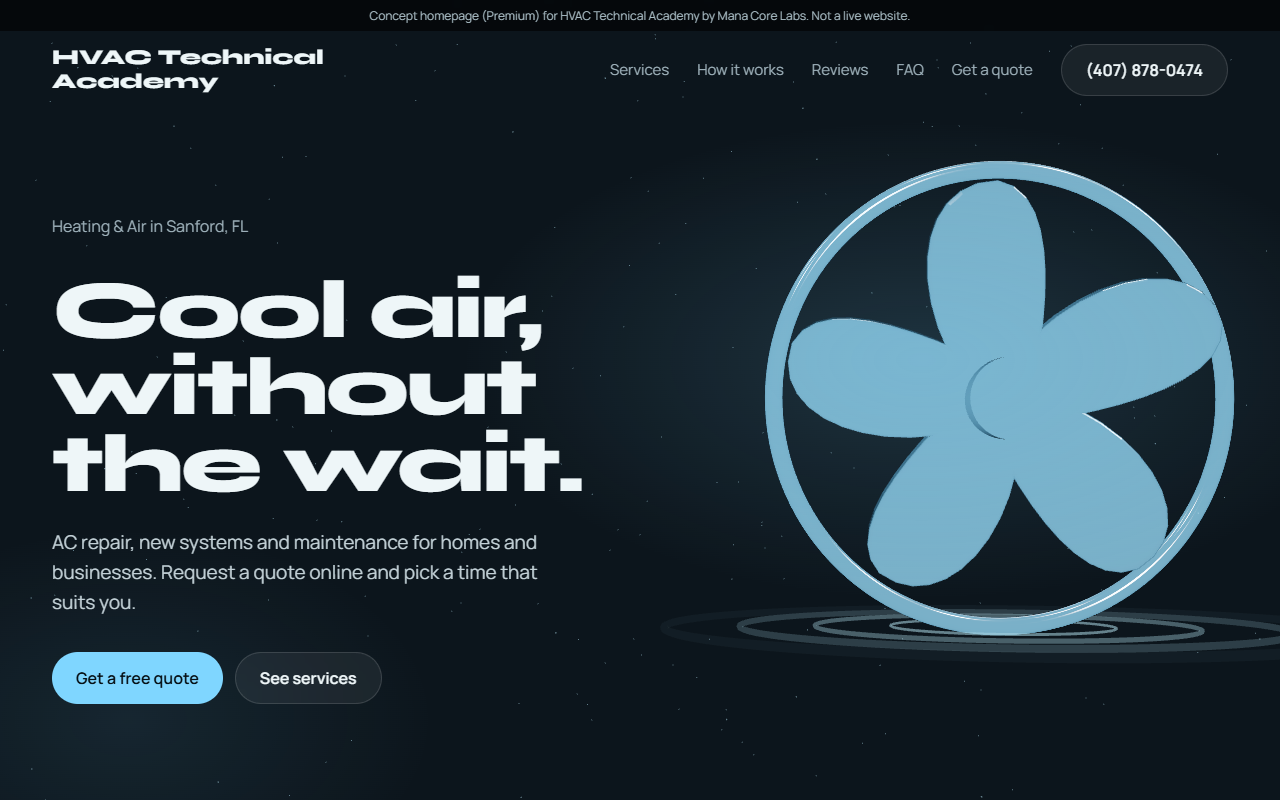 Concept homepage (Premium) for HVAC Technical Academy by Mana Core Labs. Not a live website.
HVAC Technical
Academy
Services
How it works
Reviews
FAQ
Get a quote
(407) 878-0474
Heating & Air in Sanford, FL
Cool air,
without
the wait.
AC repair, new systems and maintenance for homes and
businesses. Request a quote online and pick a time that
suits you.
Get a free quote
See services